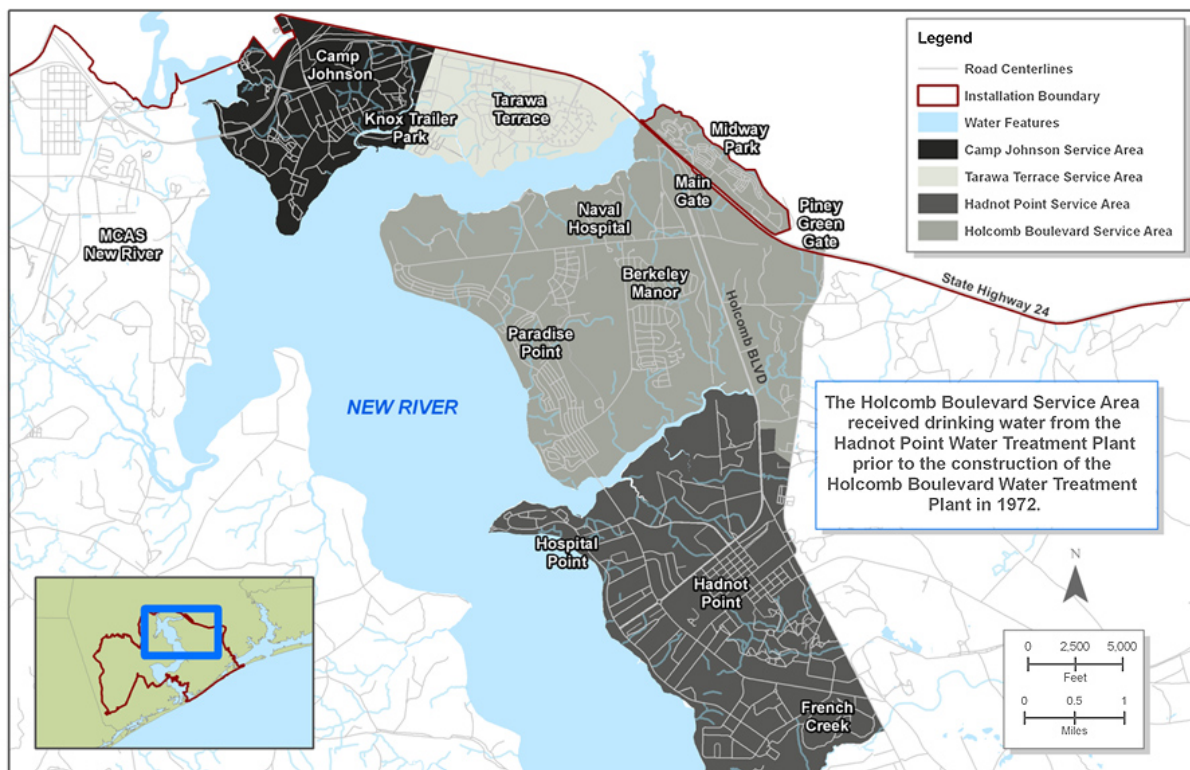 Camp
Johnson
Knox Trailer
Park
Tarawa
Terrace
Midway
Park
Main
Gate
Piney
Green
Gate
Naval
Hospital
MCAS
New River
Berkeley
Manor
Holcomb BLVD
State Highway 24
Paradise
Point
NEW RIVER
Hospital
Point
Hadnot
Point
French
Creek
Legend
Road Centerlines
Installation Boundary
Water Features
Camp Johnson Service Area
Tarawa Terrace Service Area
Hadnot Point Service Area
Holcomb Boulevard Service Area
The Holcomb Boulevard Service Area
received drinking water from the
Hadnot Point Water Treatment Plant
prior to the construction of the
Holcomb Boulevard Water Treatment
Plant in 1972.
N
0 2,500 5,000
Feet
0 0.5 1
Miles